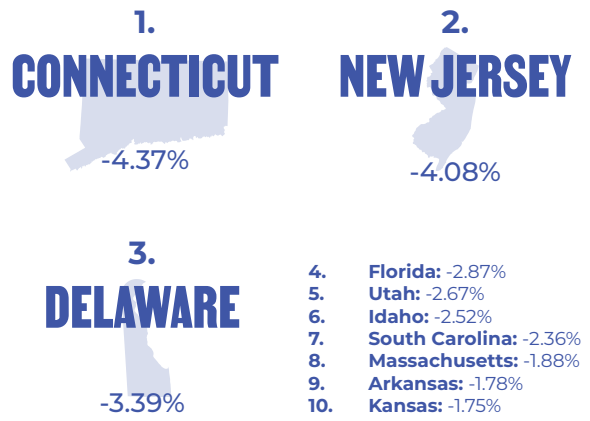 1.
CONNECTICUT
-4.37%
2.
NEW JERSEY
-4.08%
3.
DELAWARE
-3.39%
4. Florida: -2.87%
5. Utah: -2.67%
6. Idaho: -2.52%
7. South Carolina: -2.36%
8. Massachusetts: -1.88%
9. Arkansas: -1.78%
10. Kansas: -1.75%